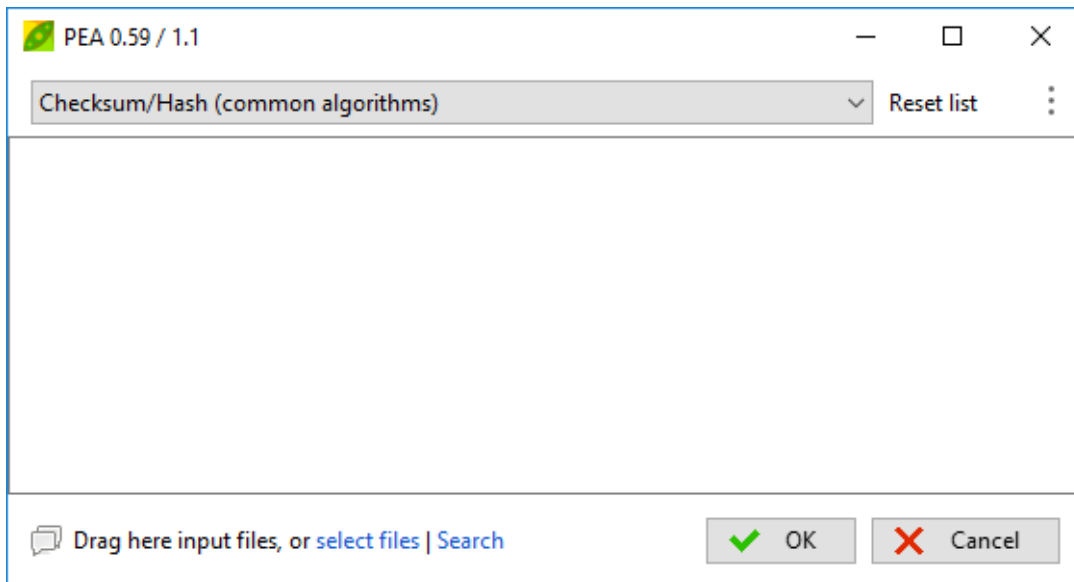 PEA 0.59 / 1.1
Checksum/Hash (common algorithms) Reset list
Drag here input files, or select files | Search OK Cancel